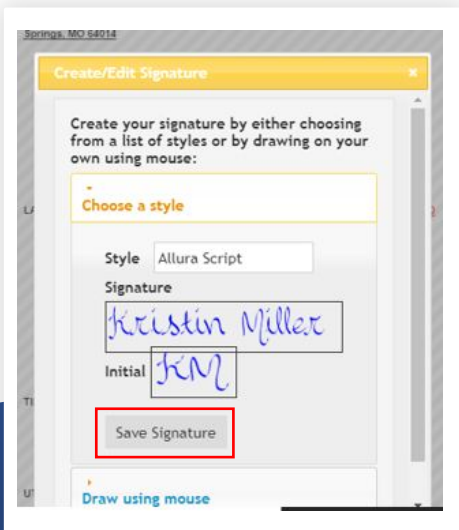 Springs, MO 64014
Create/Edit Signature ×
Create your signature by either choosing
from a list of styles or by drawing on your
own using mouse:
Choose a style
Style Allura Script
Signature
Kristin Miller
Initial KM
Save Signature
Draw using mouse